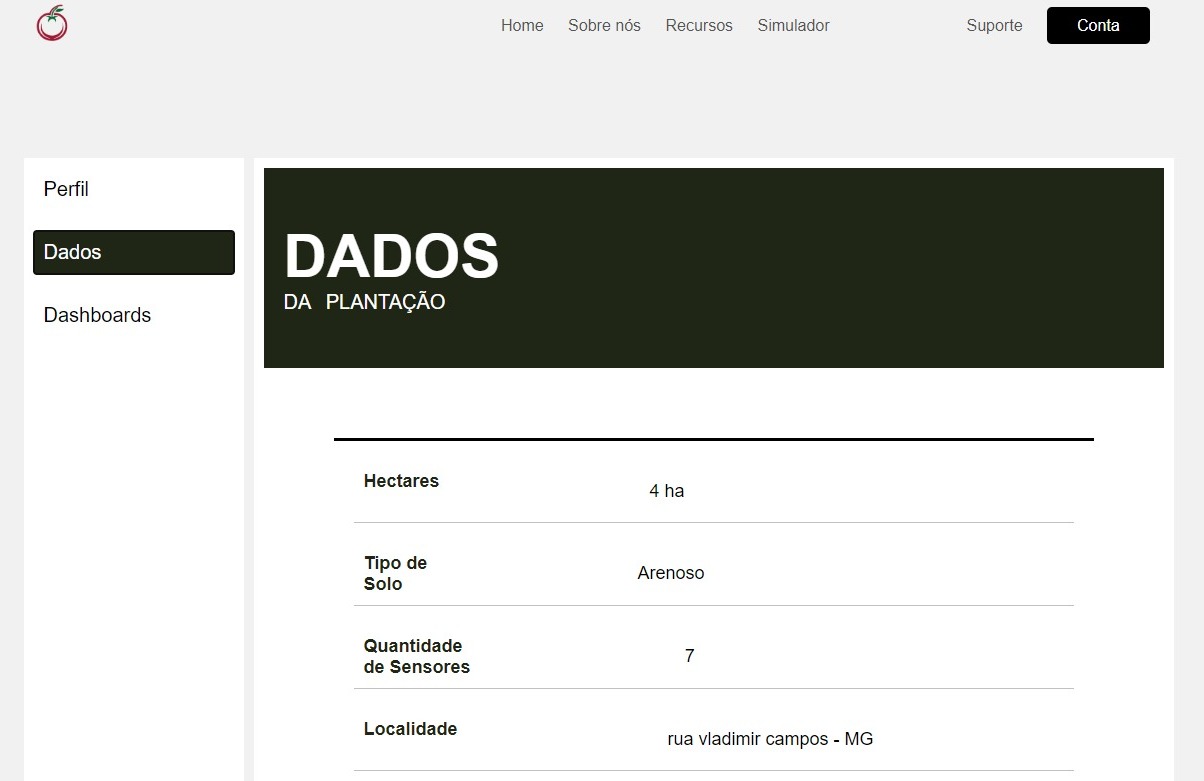 Home Sobre nós Recursos Simulador Suporte Conta
Perfil
Dados
Dashboards
DADOS
DA PLANTAÇÃO
Hectares
4 ha
Tipo de
Solo
Arenoso
Quantidade
de Sensores
7
Localidade
rua vladimir campos - MG